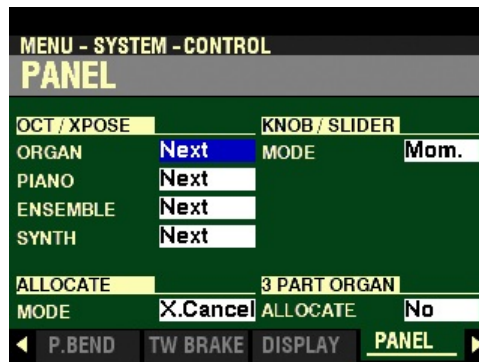 MENU - SYSTEM - CONTROL
PANEL
OCT / XPOSE KNOB / SLIDER
ORGAN Next MODE Mom.
PIANO Next
ENSEMBLE Next
SYNTH Next
ALLOCATE 3 PART ORGAN
MODE X.Cancel ALLOCATE No
P.BEND TW BRAKE DISPLAY PANEL